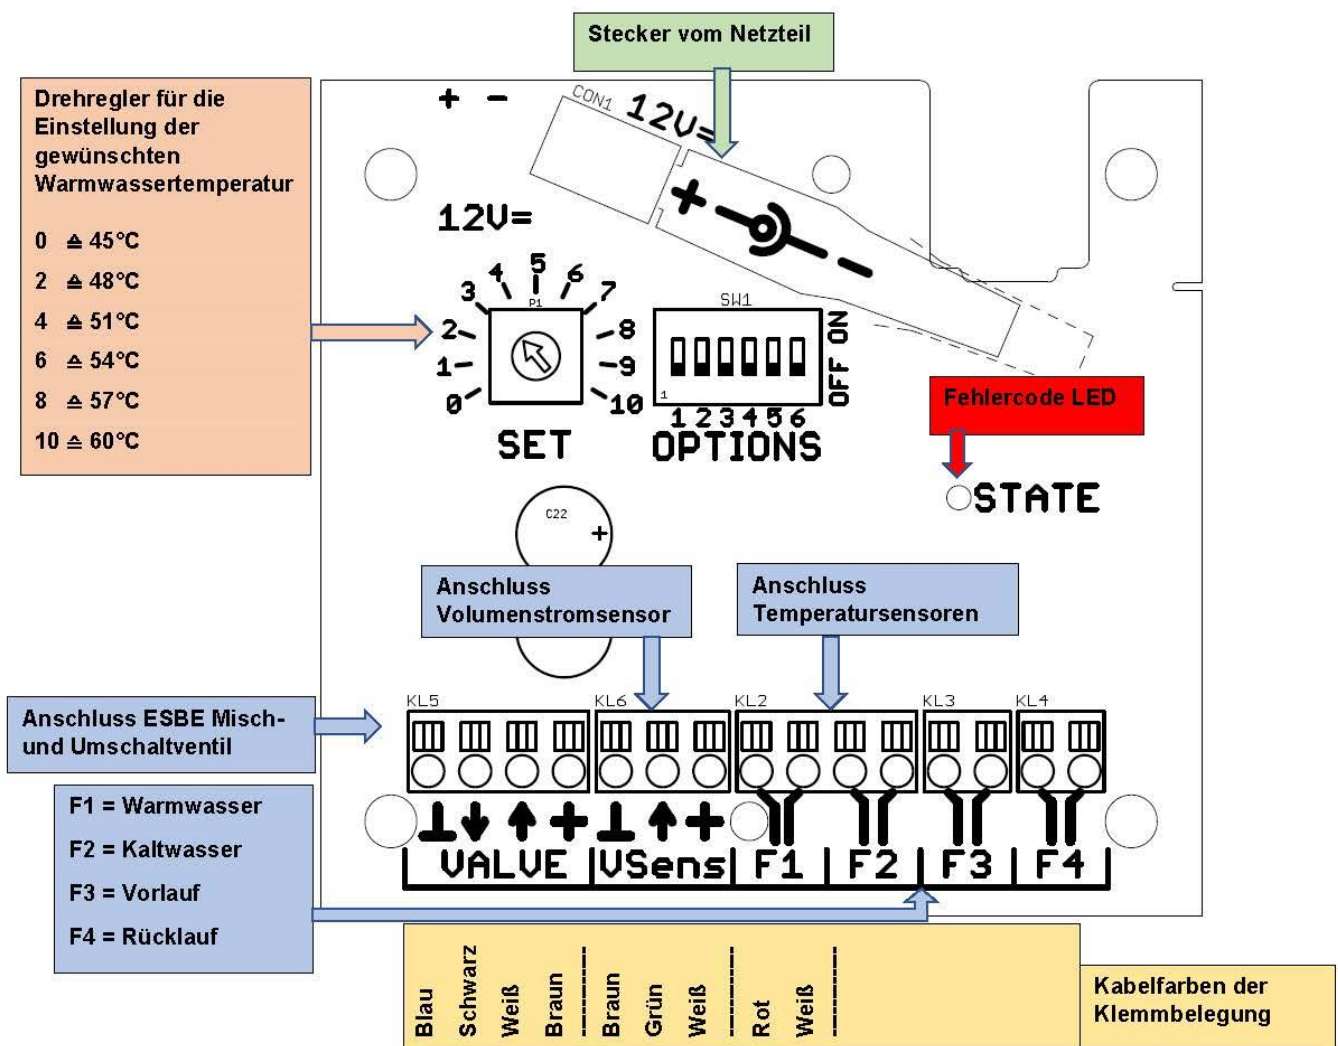 Stecker vom Netzteil
Drehregler für die
Einstellung der
gewünschten
Warmwassertemperatur
0 ≙ 45°C
2 ≙ 48°C
4 ≙ 51°C
6 ≙ 54°C
8 ≙ 57°C
10 ≙ 60°C
+ -
CON1
12V=
+ -
12V=
0 1 2 3 4 5 6 7 8 9 10
P1
SET
SW1
OFF ON
1
1 2 3 4 5 6
OPTIONS
Fehlercode LED
STATE
C22
+
Anschluss
Volumenstromsensor
Anschluss
Temperatursensoren
Anschluss ESBE Misch-
und Umschaltventil
KL5 KL6 KL2 KL3 KL4
⊥ ↓ ↑ + ⊥ ↑ +
VALVE VSens F1 F2 F3 F4
F1 = Warmwasser
F2 = Kaltwasser
F3 = Vorlauf
F4 = Rücklauf
Blau
Schwarz
Weiß
Braun
Braun
Grün
Weiß
Rot
Weiß
Kabelfarben der
Klemmbelegung